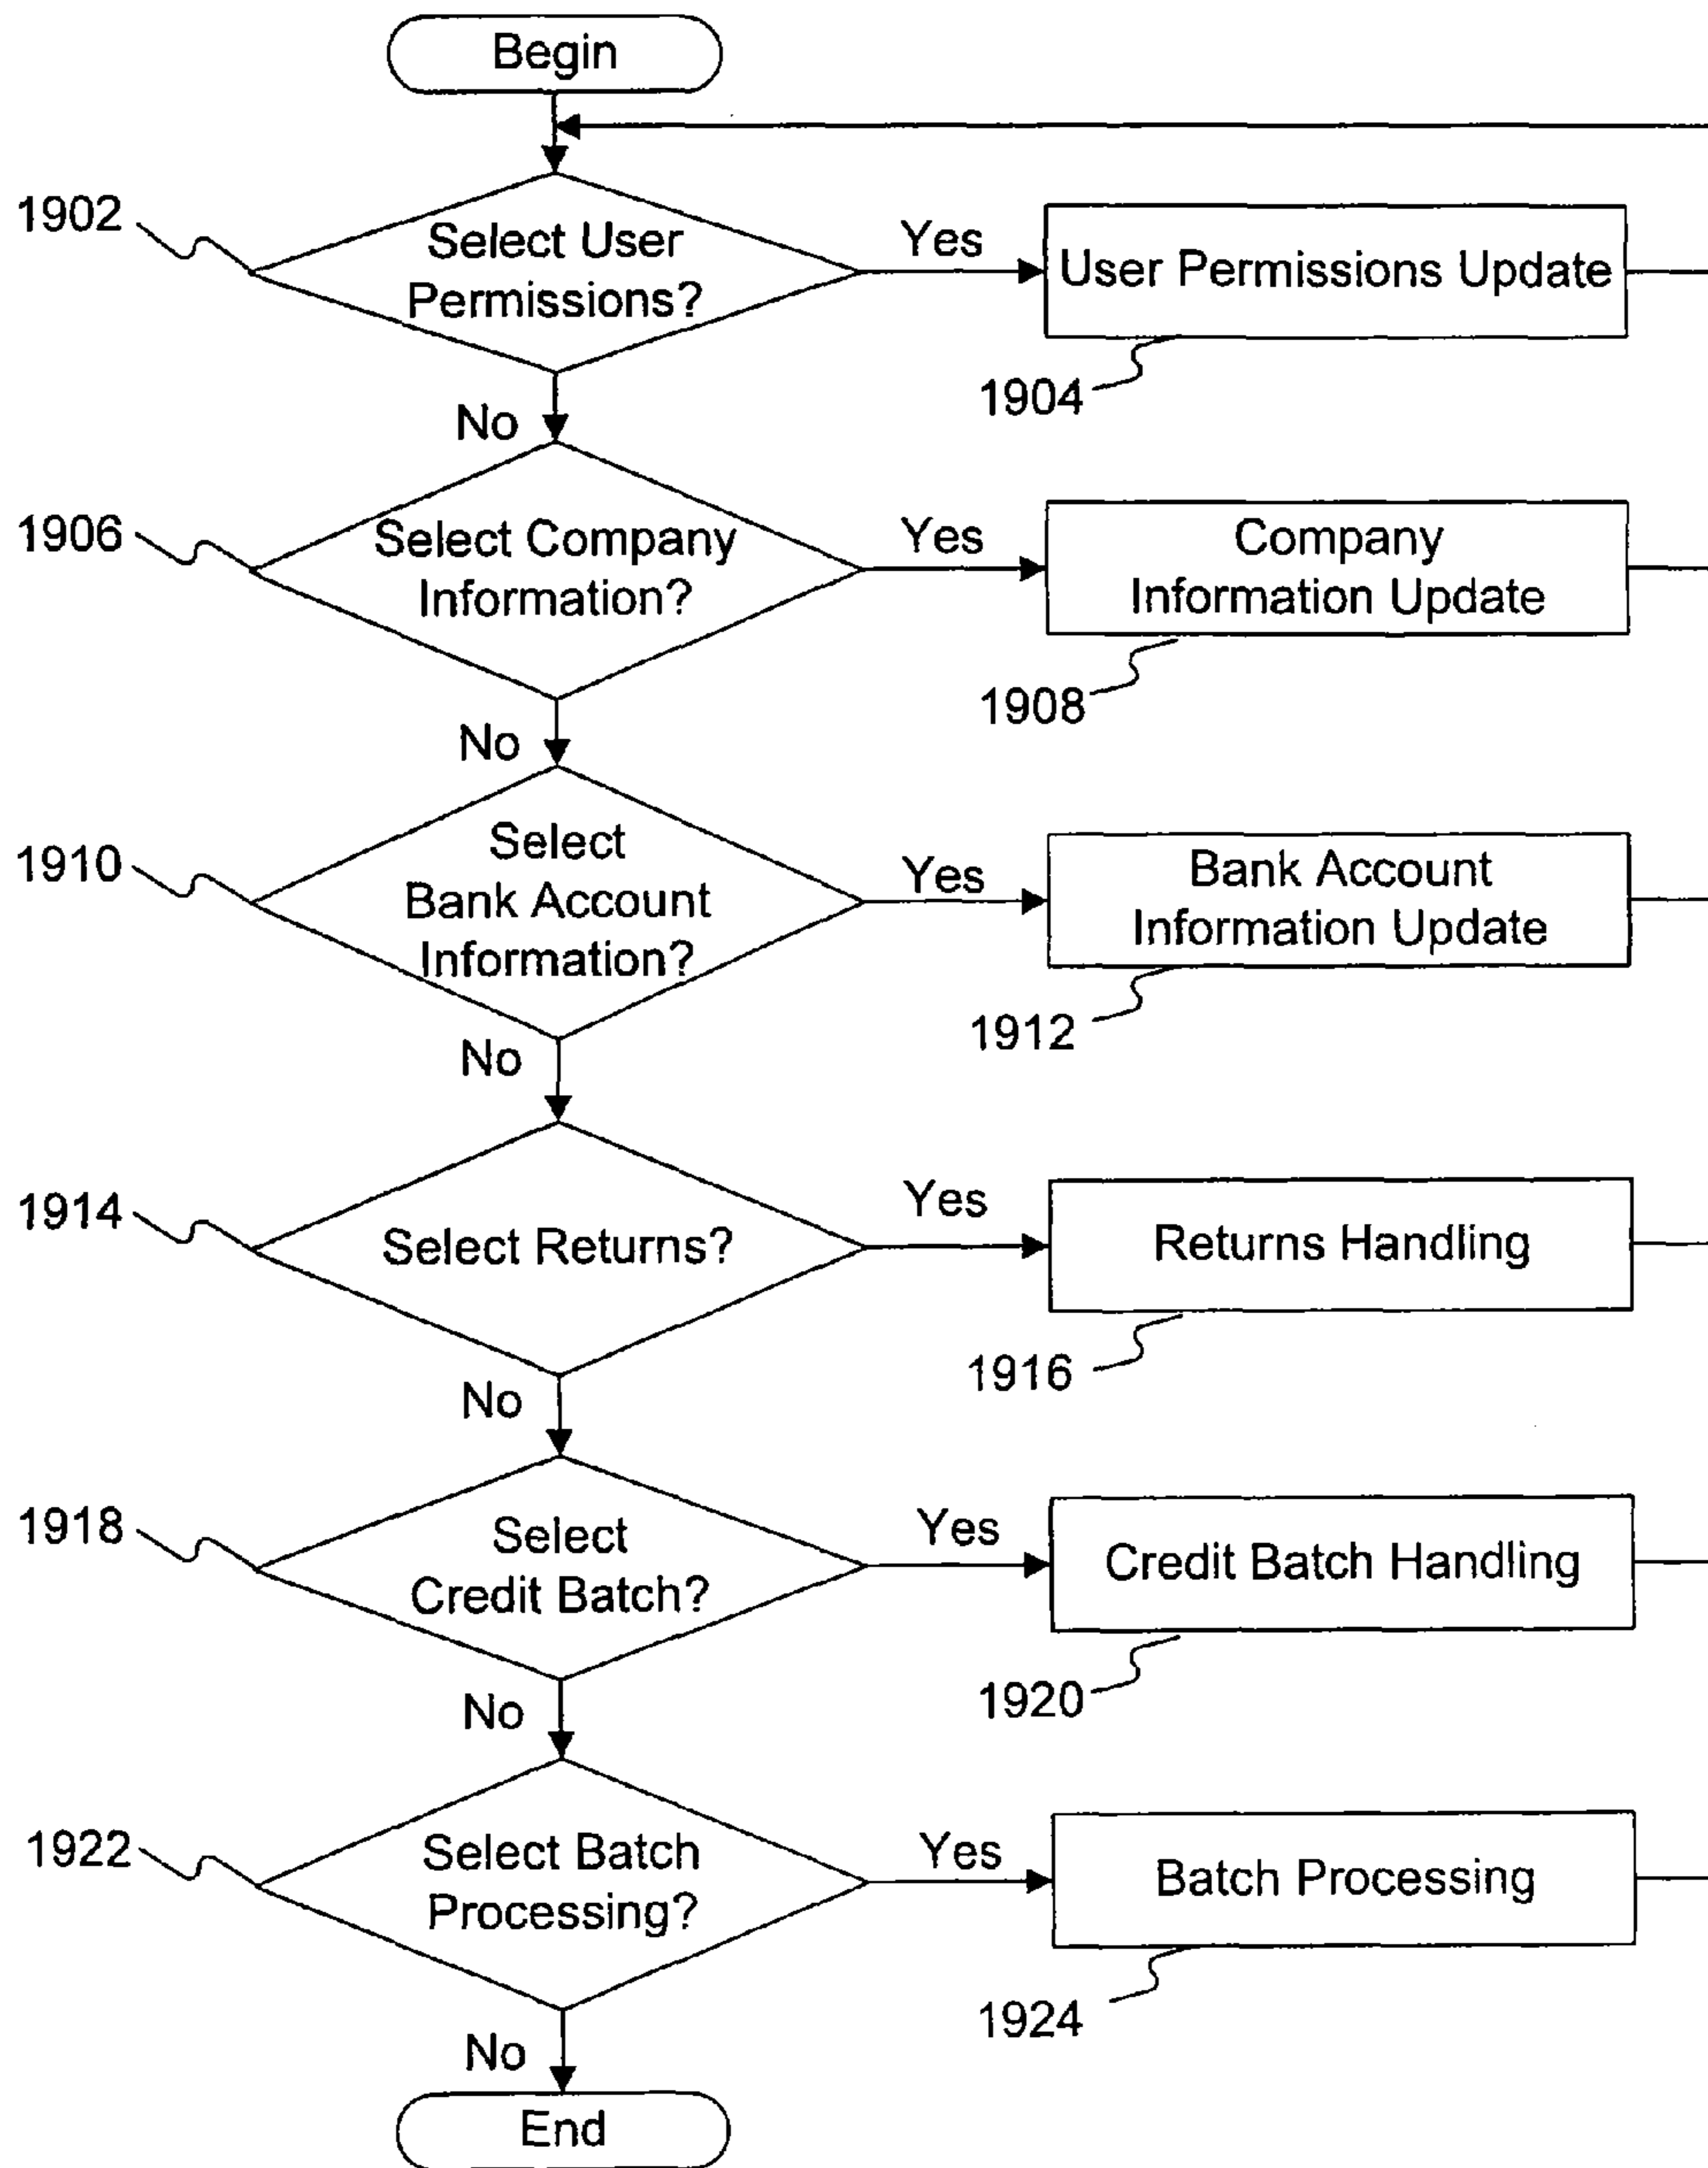 Begin
1902
Select User
Permissions?
Yes
User Permissions Update
1904
No
1906
Select Company
Information?
Yes
Company
Information Update
1908
No
1910
Select
Bank Account
Information?
Yes
Bank Account
Information Update
1912
No
1914
Select Returns?
Yes
Returns Handling
1916
No
1918
Select
Credit Batch?
Yes
Credit Batch Handling
1920
No
1922
Select Batch
Processing?
Yes
Batch Processing
1924
No
End